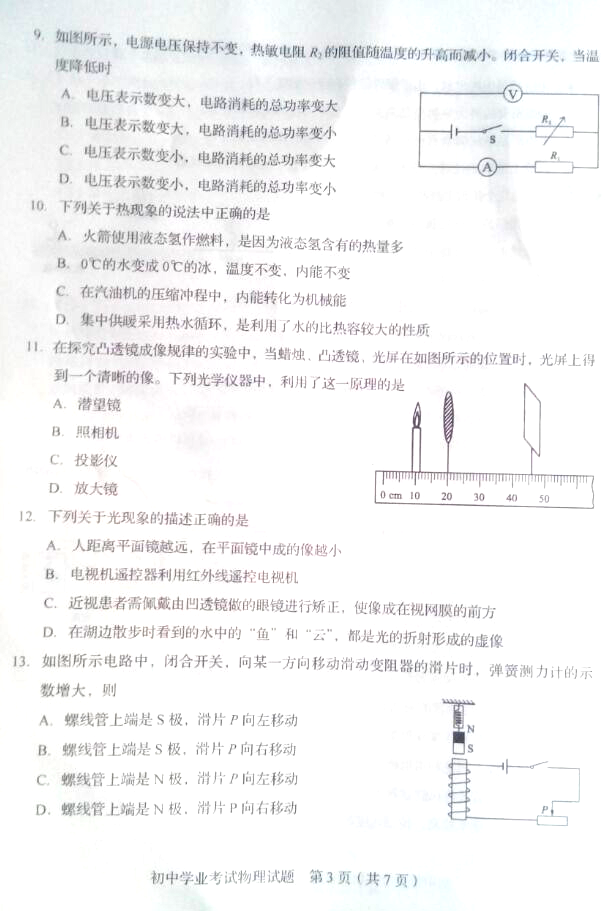 9. 如图所示，电源电压保持不变，热敏电阻 R₂的阻值随温度的升高而减小。闭合开关，当温
度降低时
A. 电压表示数变大，电路消耗的总功率变大
B. 电压表示数变大，电路消耗的总功率变小
C. 电压表示数变小，电路消耗的总功率变大
D. 电压表示数变小，电路消耗的总功率变小
V
R₂
S
R₁
A
10. 下列关于热现象的说法中正确的是
A. 火箭使用液态氢作燃料，是因为液态氢含有的热量多
B. 0℃的水变成0℃的冰，温度不变，内能不变
C. 在汽油机的压缩冲程中，内能转化为机械能
D. 集中供暖采用热水循环，是利用了水的比热容较大的性质
11. 在探究凸透镜成像规律的实验中，当蜡烛、凸透镜、光屏在如图所示的位置时，光屏上得
到一个清晰的像。下列光学仪器中，利用了这一原理的是
A. 潜望镜
B. 照相机
C. 投影仪
D. 放大镜
0 cm 10 20 30 40 50
12. 下列关于光现象的描述正确的是
A. 人距离平面镜越远，在平面镜中成的像越小
B. 电视机遥控器利用红外线遥控电视机
C. 近视患者需佩戴由凹透镜做的眼镜进行矫正，使像成在视网膜的前方
D. 在湖边散步时看到的水中的“鱼”和“云”，都是光的折射形成的虚像
13. 如图所示电路中，闭合开关，向某一方向移动滑动变阻器的滑片时，弹簧测力计的示
数增大，则
A. 螺线管上端是 S 极，滑片 P 向左移动
B. 螺线管上端是 S 极，滑片 P 向右移动
C. 螺线管上端是 N 极，滑片 P 向左移动
D. 螺线管上端是 N 极，滑片 P 向右移动
N
S
P
初中学业考试物理试题 第 3 页（共 7 页）